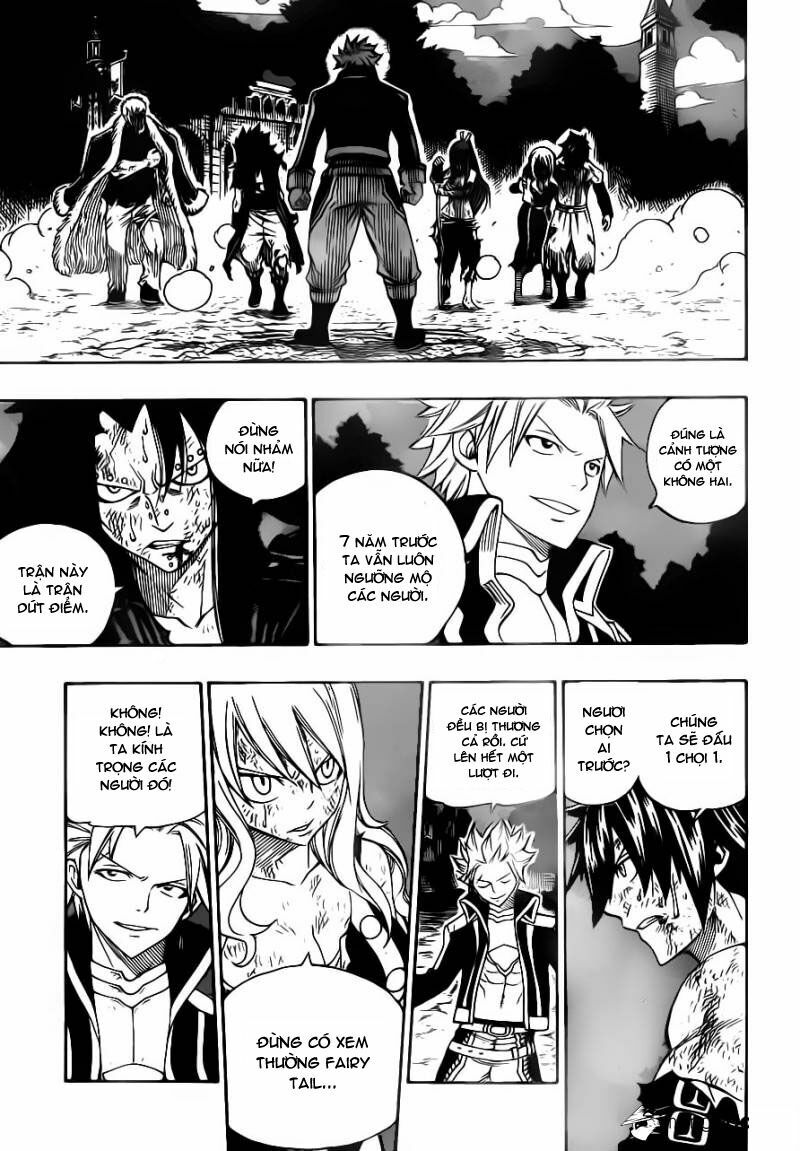 ĐÚNG LÀ
CẢNH TƯỢNG
CÓ MỘT
KHÔNG HAI.
7 NĂM TRƯỚC
TA VẪN LUÔN
NGƯỠNG MỘ
CÁC NGƯỜI.
ĐỪNG
NÓI NHẢM
NỮA!
TRẬN NÀY
LÀ TRẬN
DỨT ĐIỂM.
CHÚNG
TA SẼ ĐẤU
1 CHỌI 1.
NGƯƠI
CHỌN
AI
TRƯỚC?
CÁC NGƯỜI
ĐỀU BỊ THƯƠNG
CẢ RỒI. CỨ
LÊN HẾT MỘT
LƯỢT ĐI.
ĐỪNG CÓ XEM
THƯỜNG FAIRY
TAIL...
KHÔNG!
KHÔNG! LÀ
TA KÍNH
TRỌNG CÁC
NGƯỜI ĐÓ!